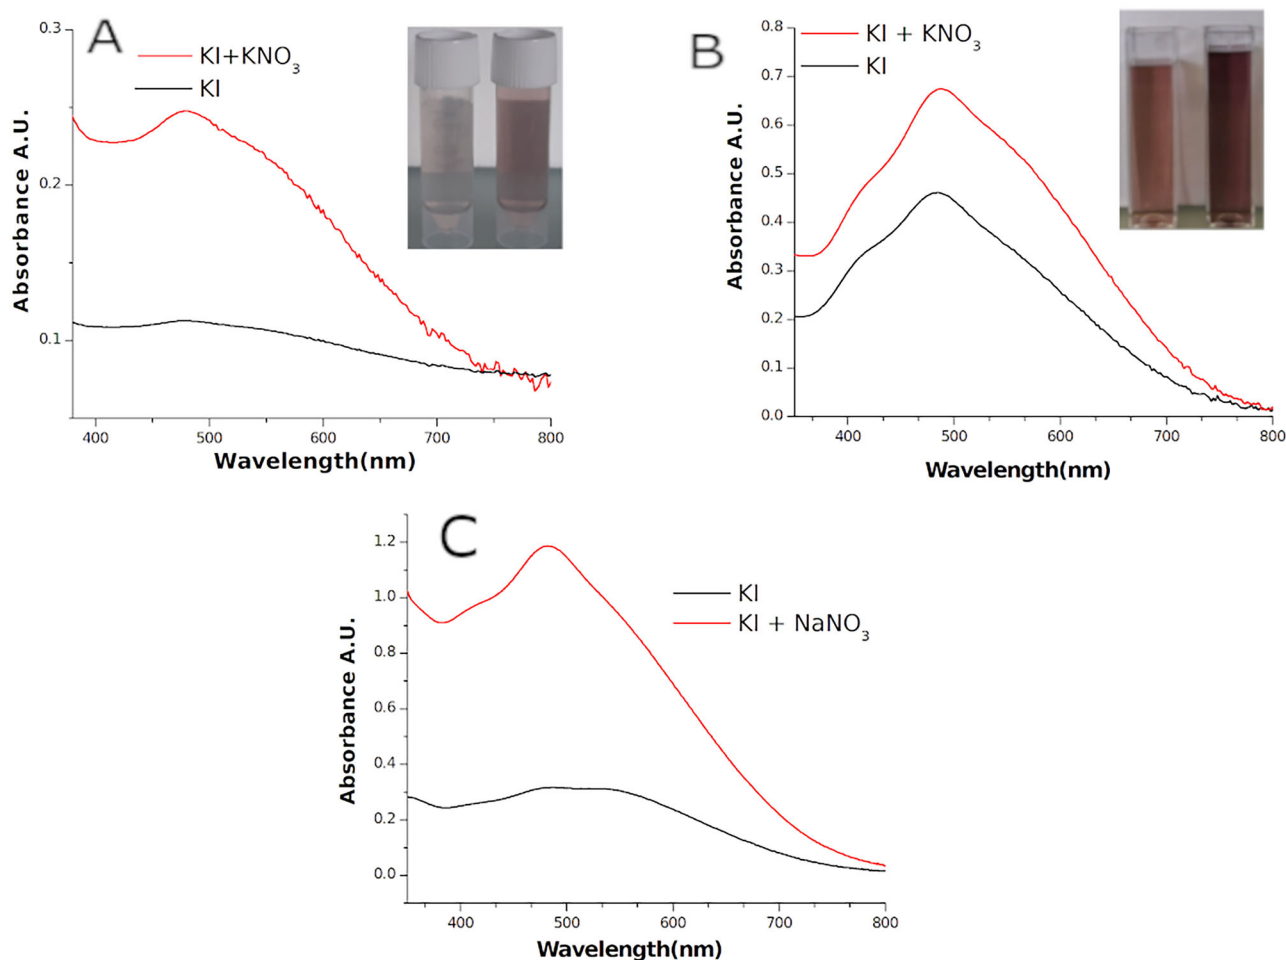 A
KI+KNO₃
KI
0.3
0.2
0.1
Absorbance A.U.
400 500 600 700 800
Wavelength(nm)
B
KI + KNO₃
KI
0.8
0.7
0.6
0.5
0.4
0.3
0.2
0.1
0.0
Absorbance A.U.
400 500 600 700 800
Wavelength(nm)
C
KI
KI + NaNO₃
1.2
1.0
0.8
0.6
0.4
0.2
0.0
Absorbance A.U.
400 500 600 700 800
Wavelength(nm)